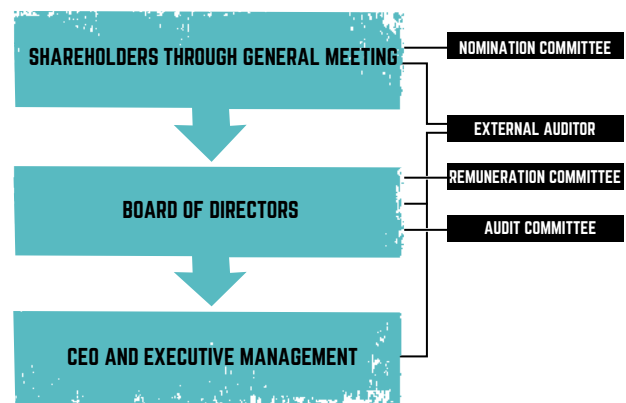 SHAREHOLDERS THROUGH GENERAL MEETING
NOMINATION COMMITTEE
EXTERNAL AUDITOR
REMUNERATION COMMITTEE
BOARD OF DIRECTORS
AUDIT COMMITTEE
CEO AND EXECUTIVE MANAGEMENT